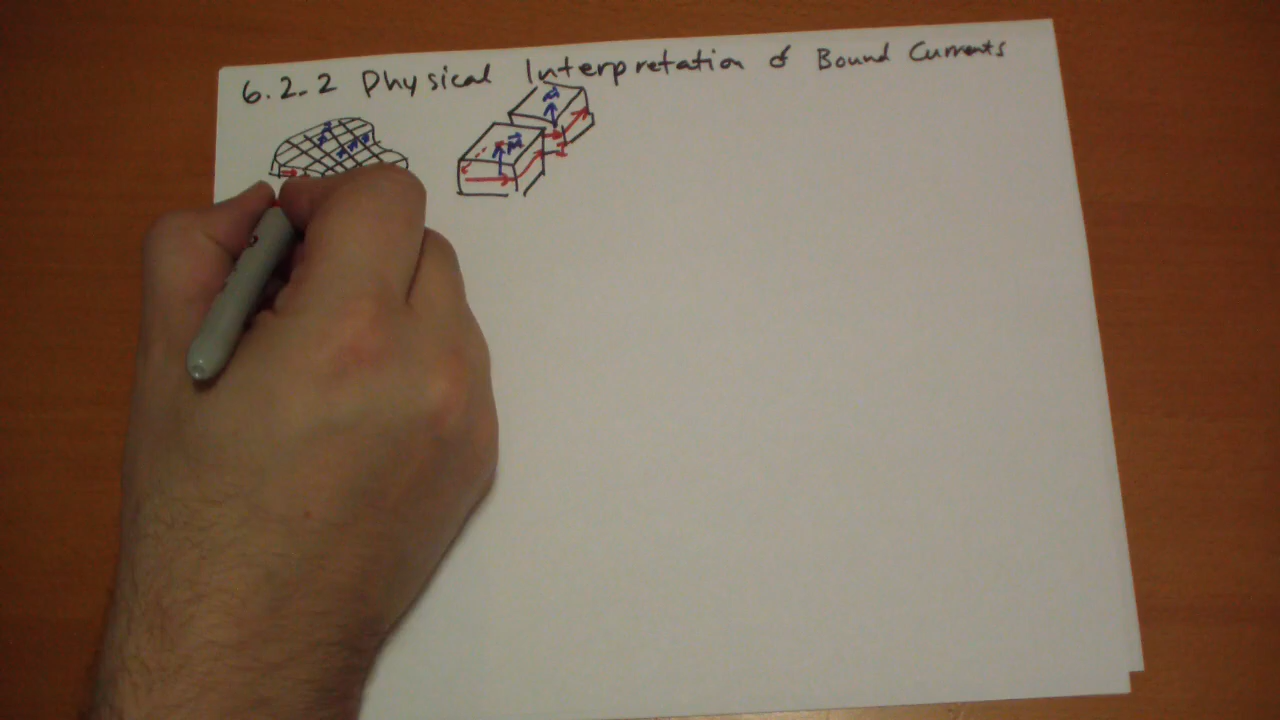 6.2.2 Physical Interpretation of Bound Currents
M⃗
M⃗
I